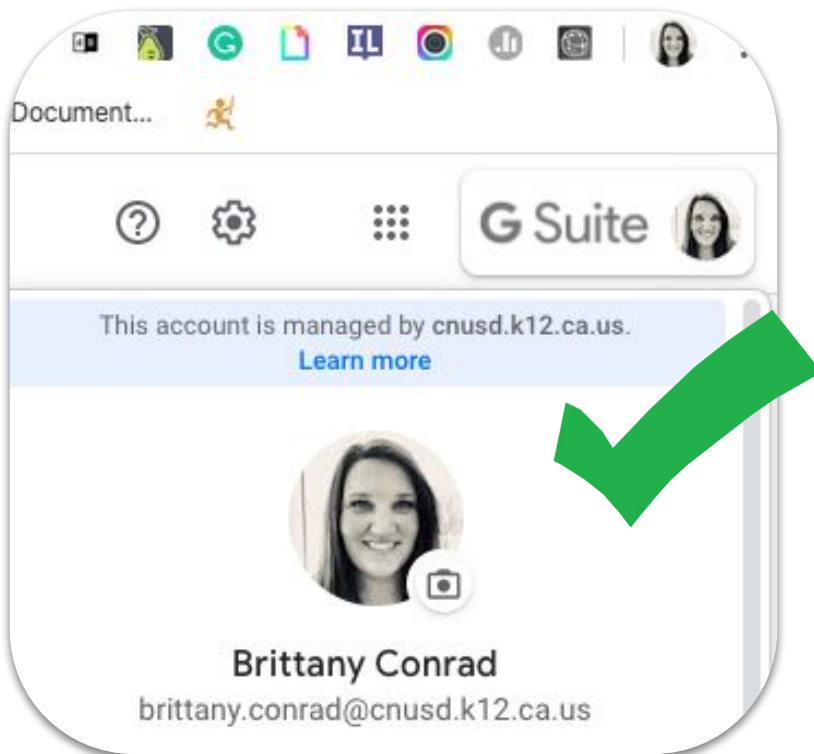 IL
Document...
G Suite
This account is managed by cnusd.k12.ca.us.
Learn more
Brittany Conrad
brittany.conrad@cnusd.k12.ca.us